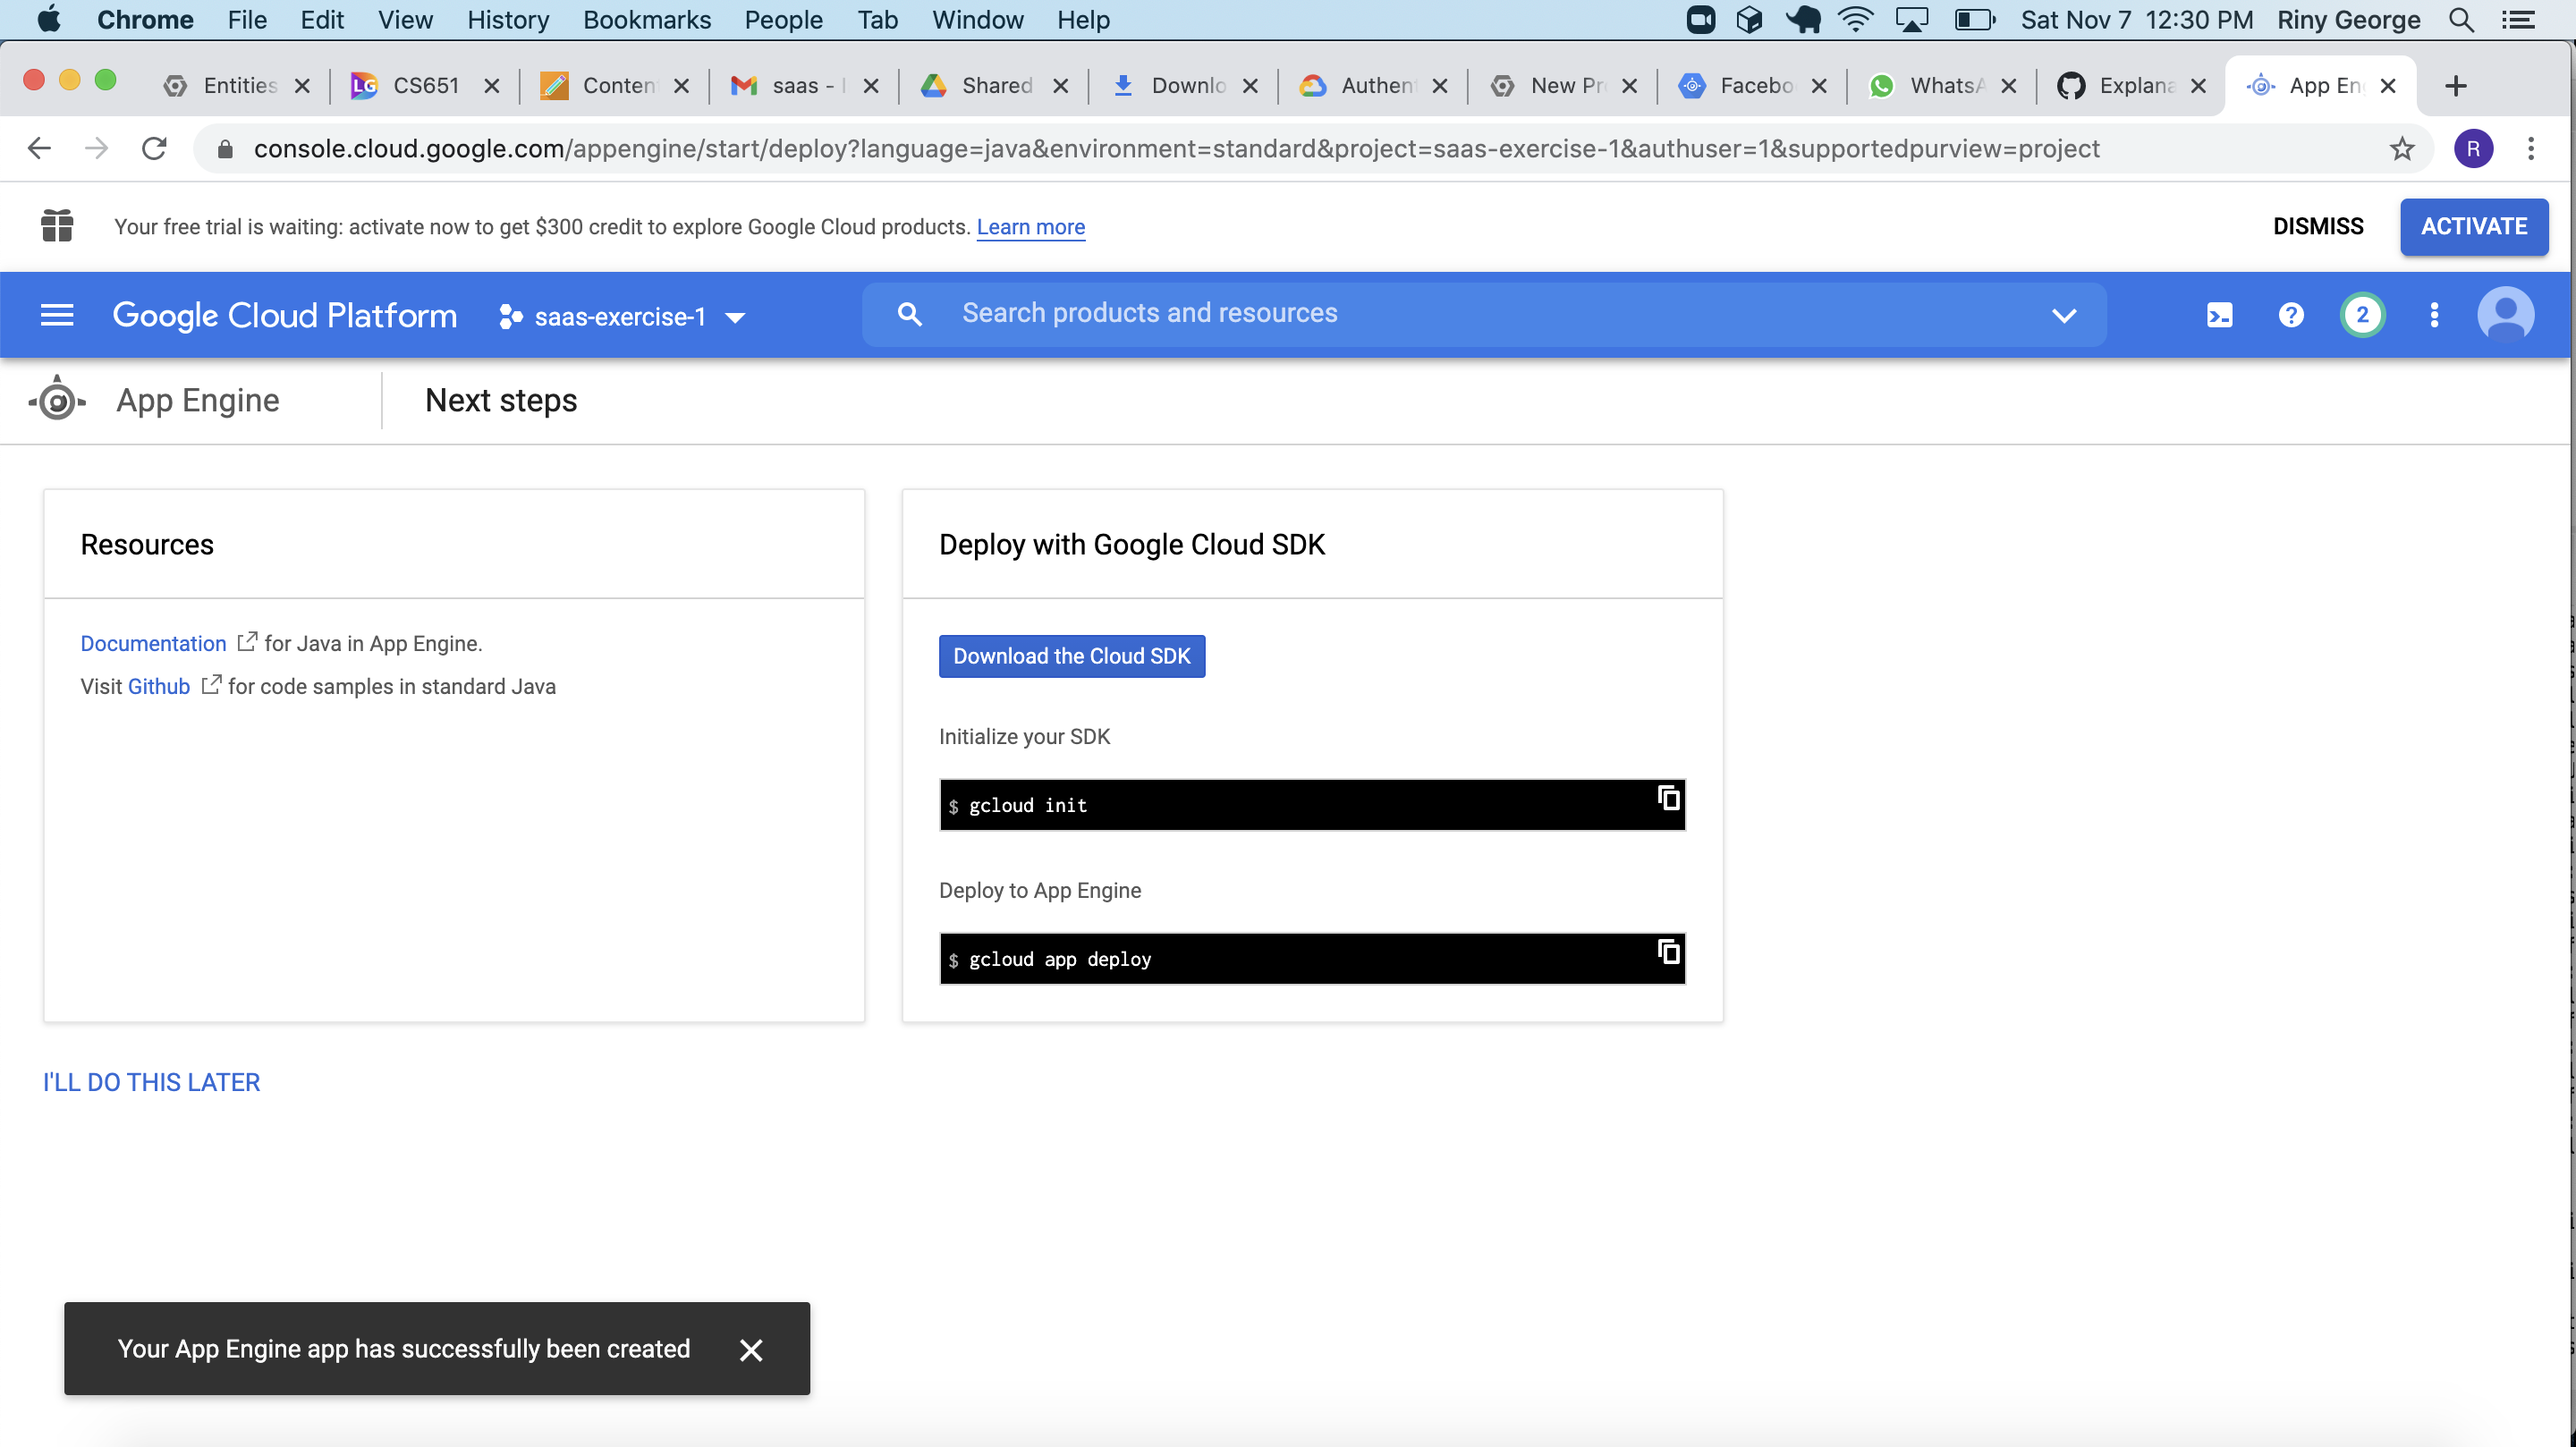 Chrome File Edit View History Bookmarks People Tab Window Help Sat Nov 7 12:30 PM Riny George
Entities CS651 Conten saas - Shared Downlo Authen New Pr Facebo WhatsA Explana App En
console.cloud.google.com/appengine/start/deploy?language=java&environment=standard&project=saas-exercise-1&authuser=1&supportedpurview=project R
Your free trial is waiting: activate now to get $300 credit to explore Google Cloud products. Learn more DISMISS ACTIVATE
Google Cloud Platform saas-exercise-1 Search products and resources 2
App Engine Next steps
Resources
Documentation for Java in App Engine.
Visit Github for code samples in standard Java
Deploy with Google Cloud SDK
Download the Cloud SDK
Initialize your SDK
$ gcloud init
Deploy to App Engine
$ gcloud app deploy
I'LL DO THIS LATER
Your App Engine app has successfully been created